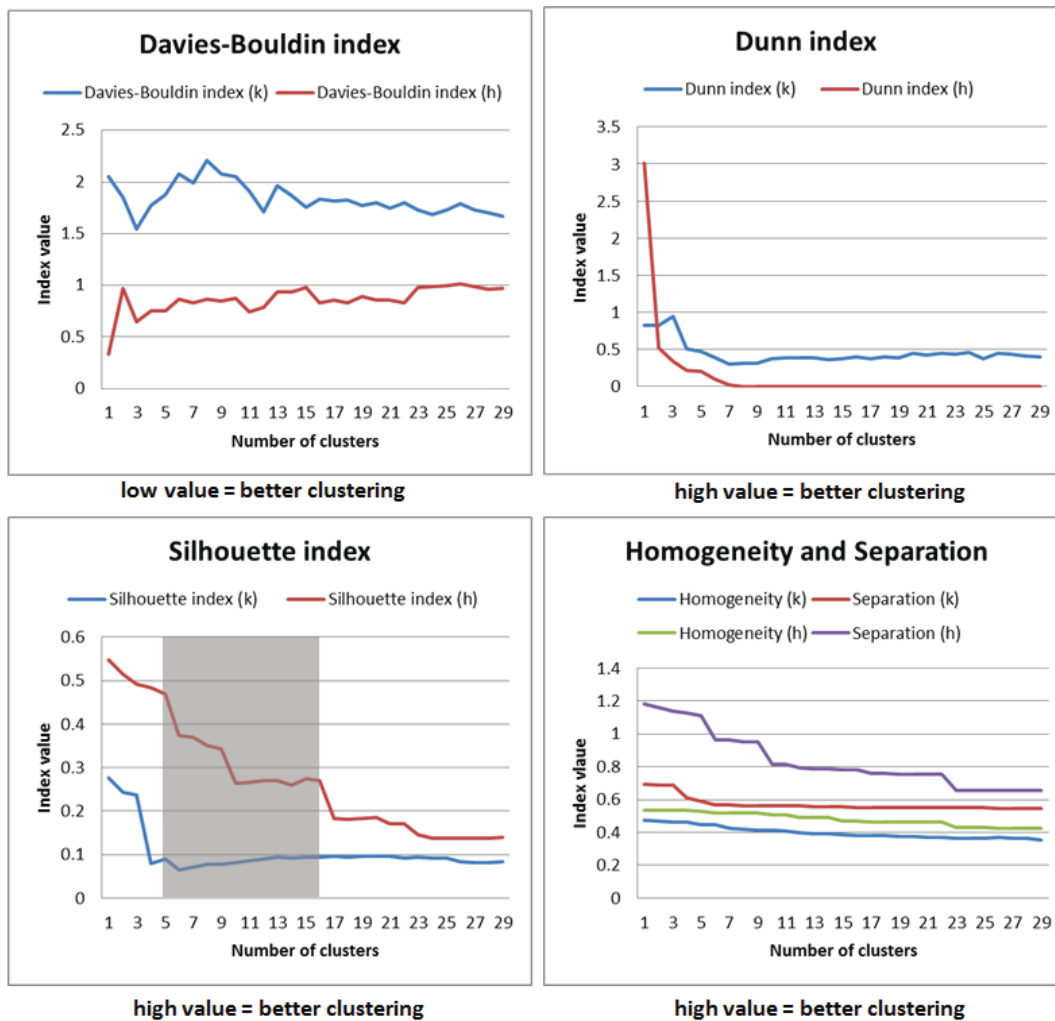 Davies-Bouldin index
Davies-Bouldin index (k) Davies-Bouldin index (h)
2.5
2
1.5
1
0.5
0
Index value
1 3 5 7 9 11 13 15 17 19 21 23 25 27 29
Number of clusters
low value = better clustering
Dunn index
Dunn index (k) Dunn index (h)
3.5
3
2.5
2
1.5
1
0.5
0
Index value
1 3 5 7 9 11 13 15 17 19 21 23 25 27 29
Number of clusters
high value = better clustering
Silhouette index
Silhouette index (k) Silhouette index (h)
0.6
0.5
0.4
0.3
0.2
0.1
0
Index value
1 3 5 7 9 11 13 15 17 19 21 23 25 27 29
Number of clusters
high value = better clustering
Homogeneity and Separation
Homogeneity (k) Separation (k)
Homogeneity (h) Separation (h)
1.4
1.2
1
0.8
0.6
0.4
0.2
0
Index vlaue
1 3 5 7 9 11 13 15 17 19 21 23 25 27 29
Number of clusters
high value = better clustering